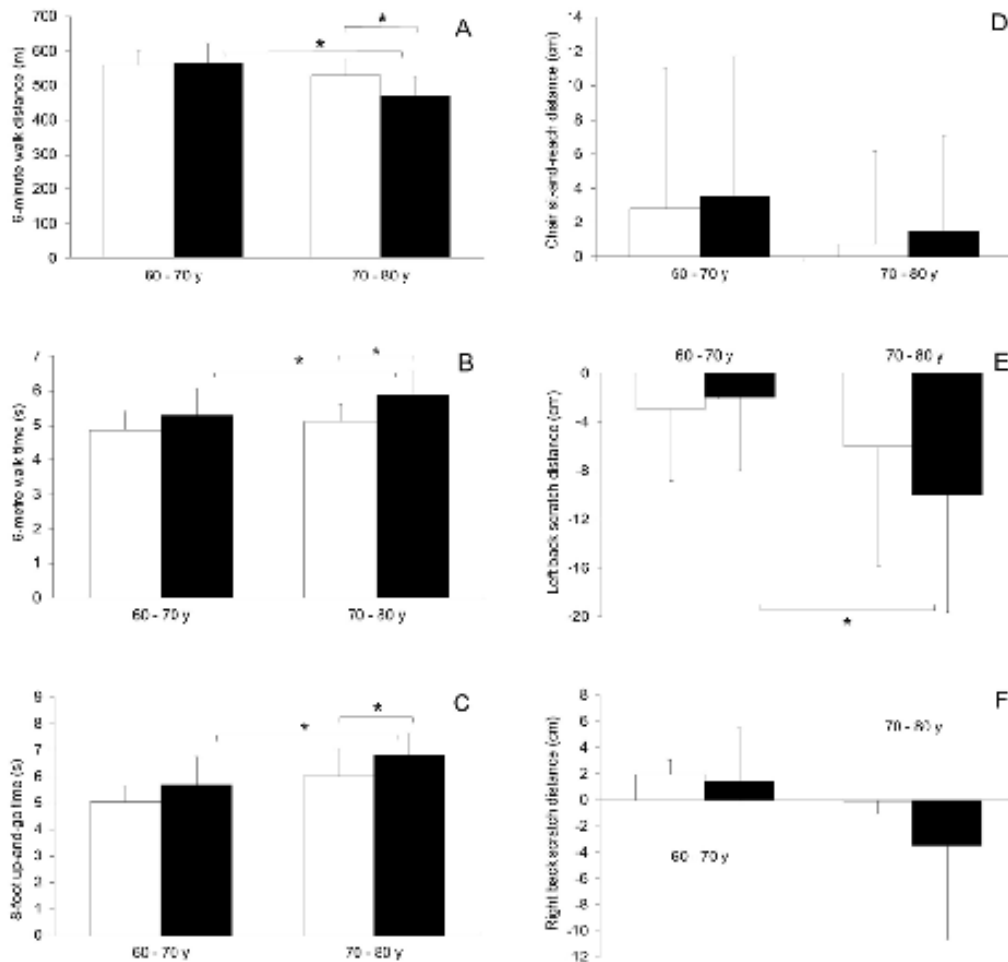 A
6-minute walk distance (m)
700
600
500
400
300
200
100
0
*
*
60 - 70 y
70 - 80 y
D
Chair sit-and-reach distance (cm)
14
12
10
8
6
4
2
0
60 - 70 y
70 - 80 y
B
6-metre walk time (s)
7
6
5
4
3
2
1
0
*
*
60 - 70 y
70 - 80 y
E
Left back scratch distance (cm)
60 - 70 y
70 - 80 y
-0
-4
-8
-12
-16
-20
*
C
8-foot up-and-go time (s)
9
8
7
6
5
4
3
2
1
0
*
*
60 - 70 y
70 - 80 y
F
Right back scratch distance (cm)
8
6
4
2
0
-2
-4
-6
-8
-10
12
70 - 80 y
60 - 70 y